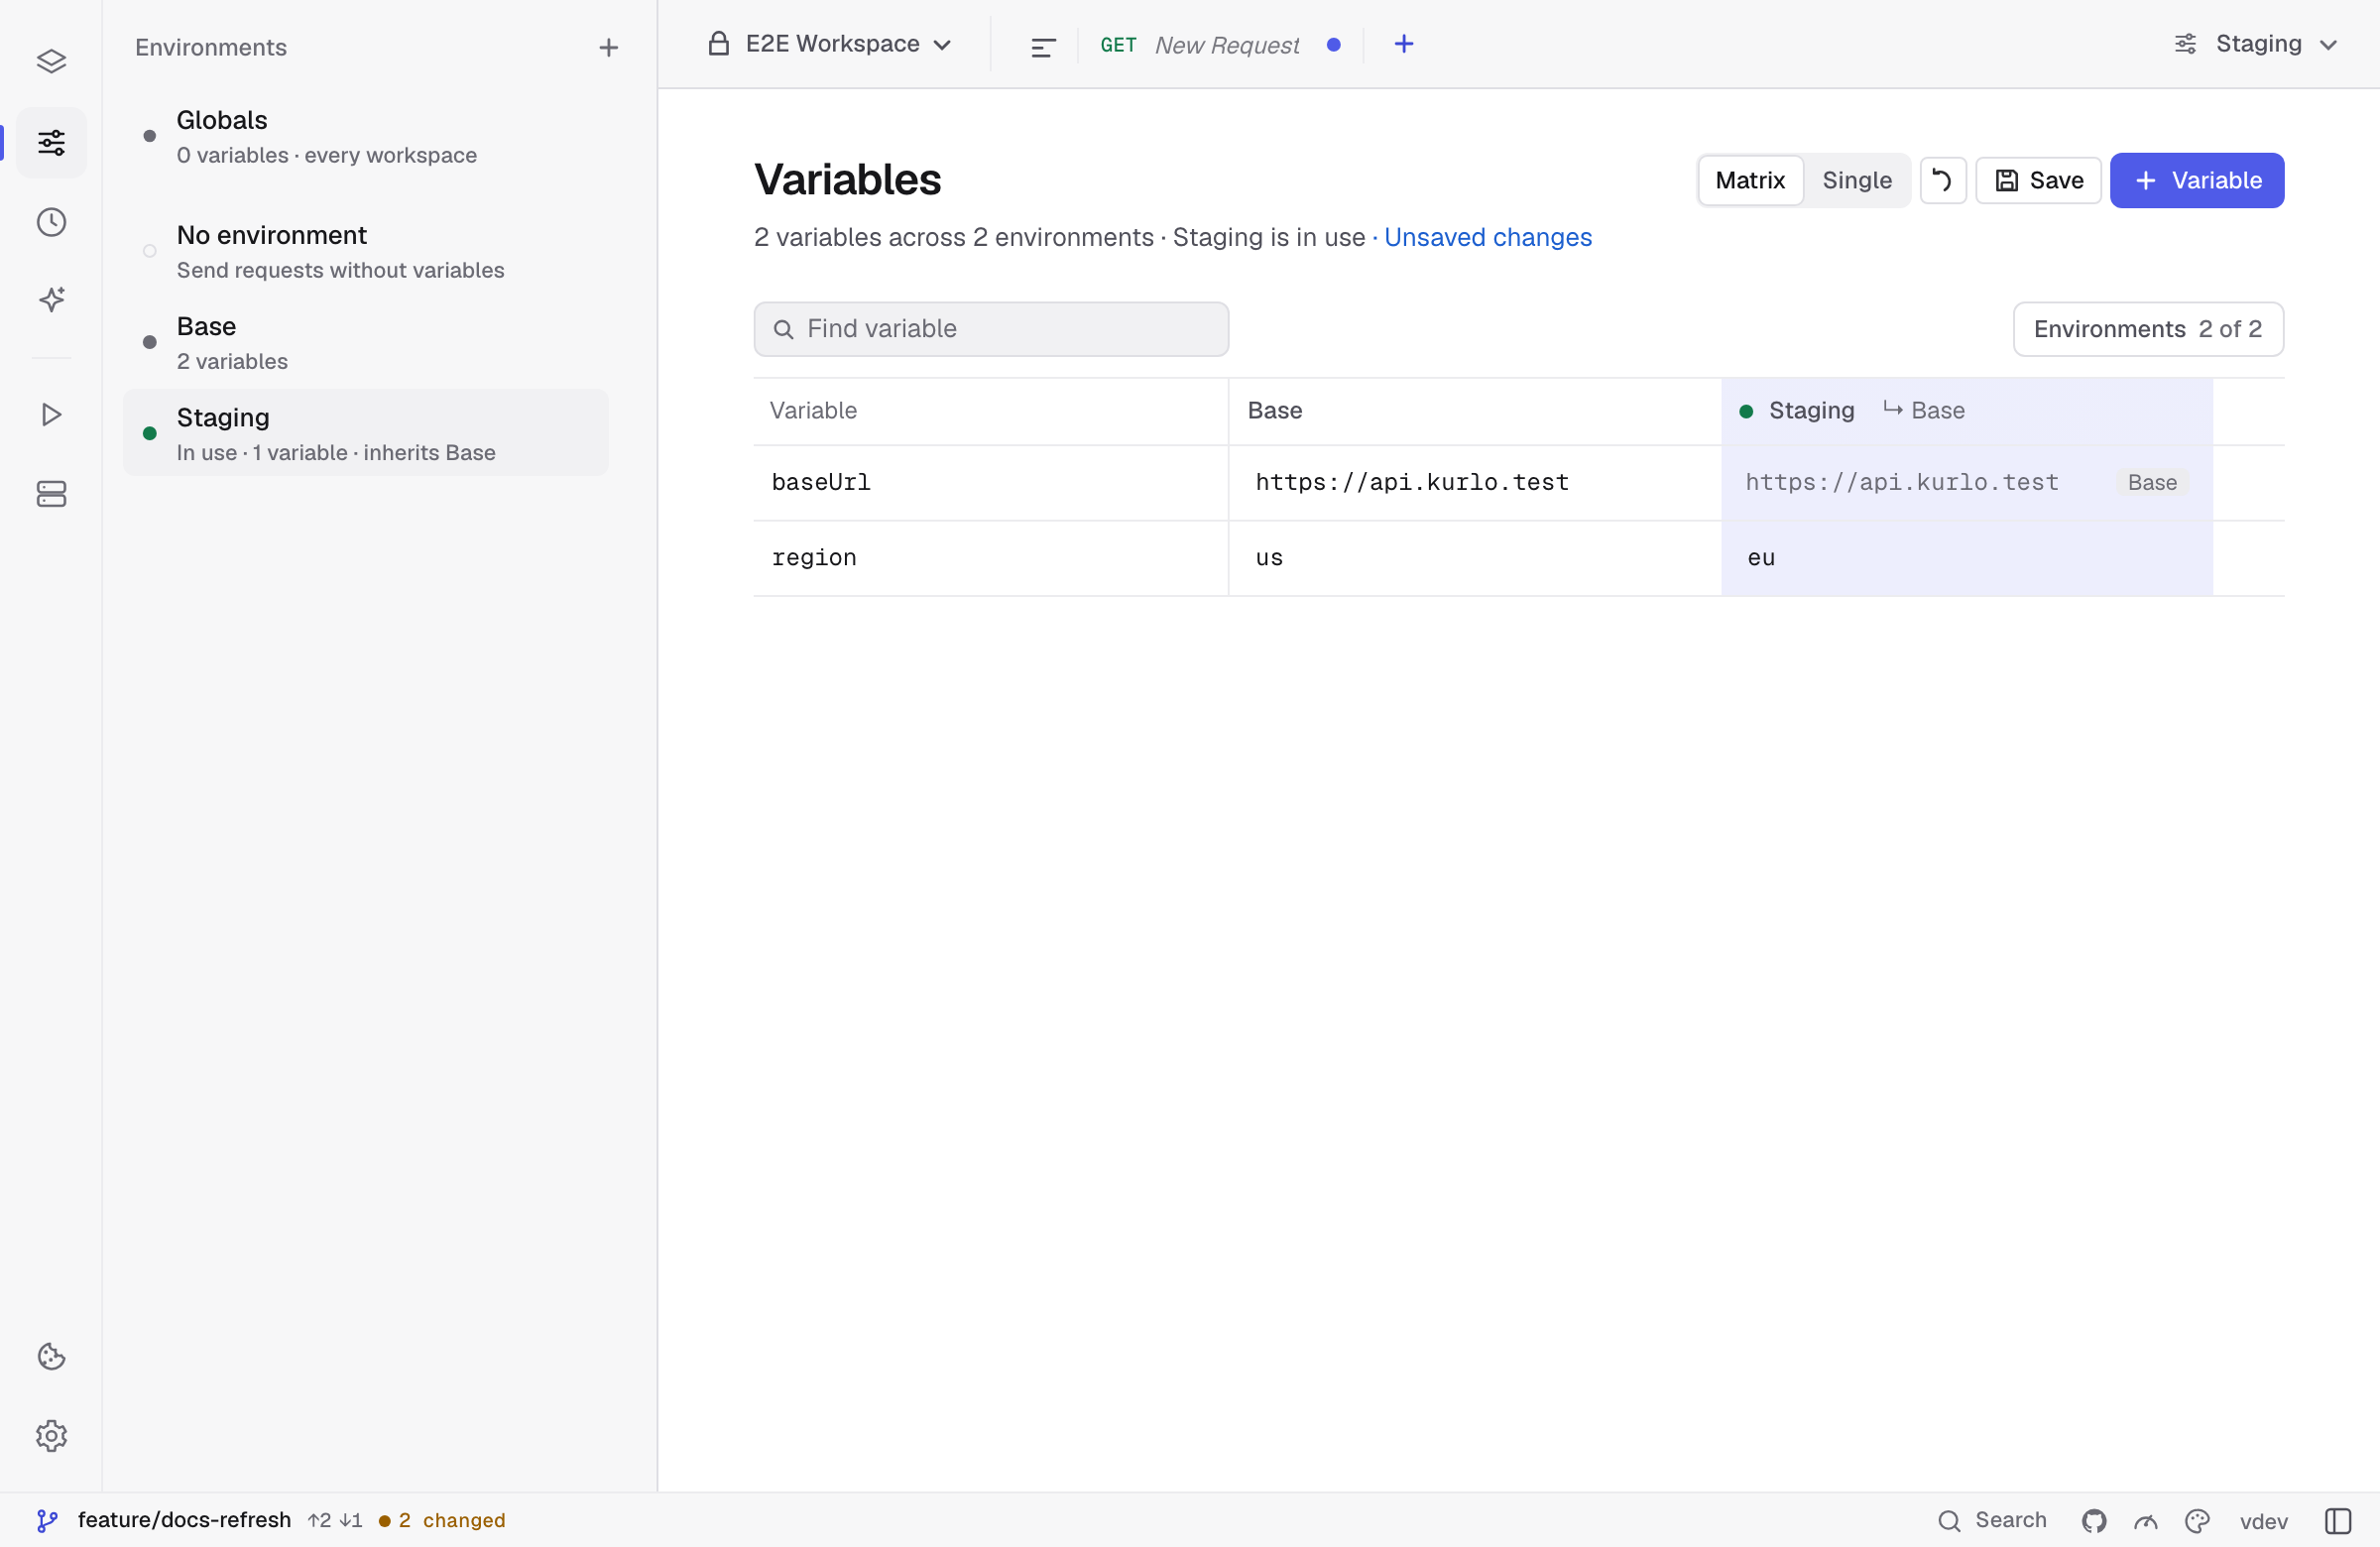 Environments
Globals
0 variables · every workspace
No environment
Send requests without variables
Base
2 variables
Staging
In use · 1 variable · inherits Base
E2E Workspace
GET New Request
Staging
Variables
Matrix Single Save Variable
2 variables across 2 environments · Staging is in use · Unsaved changes
Find variable
Environments 2 of 2
Variable Base Staging Base
baseUrl https://api.kurlo.test https://api.kurlo.test Base
region us eu
feature/docs-refresh ↑2 ↓1 2 changed
Search vdev